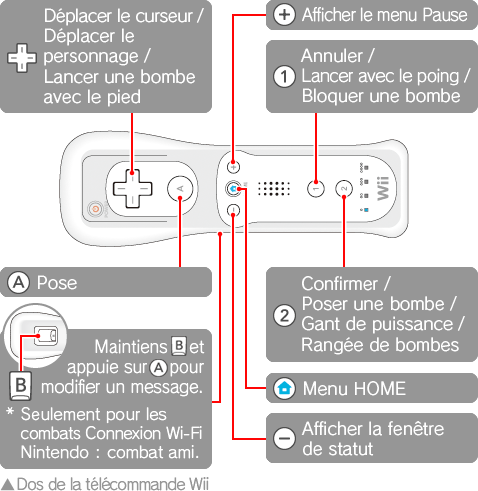 Déplacer le curseur /
Déplacer le
personnage /
Lancer une bombe
avec le pied
+ Afficher le menu Pause
1 Annuler /
Lancer avec le poing /
Bloquer une bombe
A
1
2
Wii
A Pose
2 Confirmer /
Poser une bombe /
Gant de puissance /
Rangée de bombes
Maintiens B et
appuie sur A pour
modifier un message.
B
* Seulement pour les
combats Connexion Wi-Fi
Nintendo : combat ami.
Menu HOME
− Afficher la fenêtre
de statut
▲Dos de la télécommande Wii